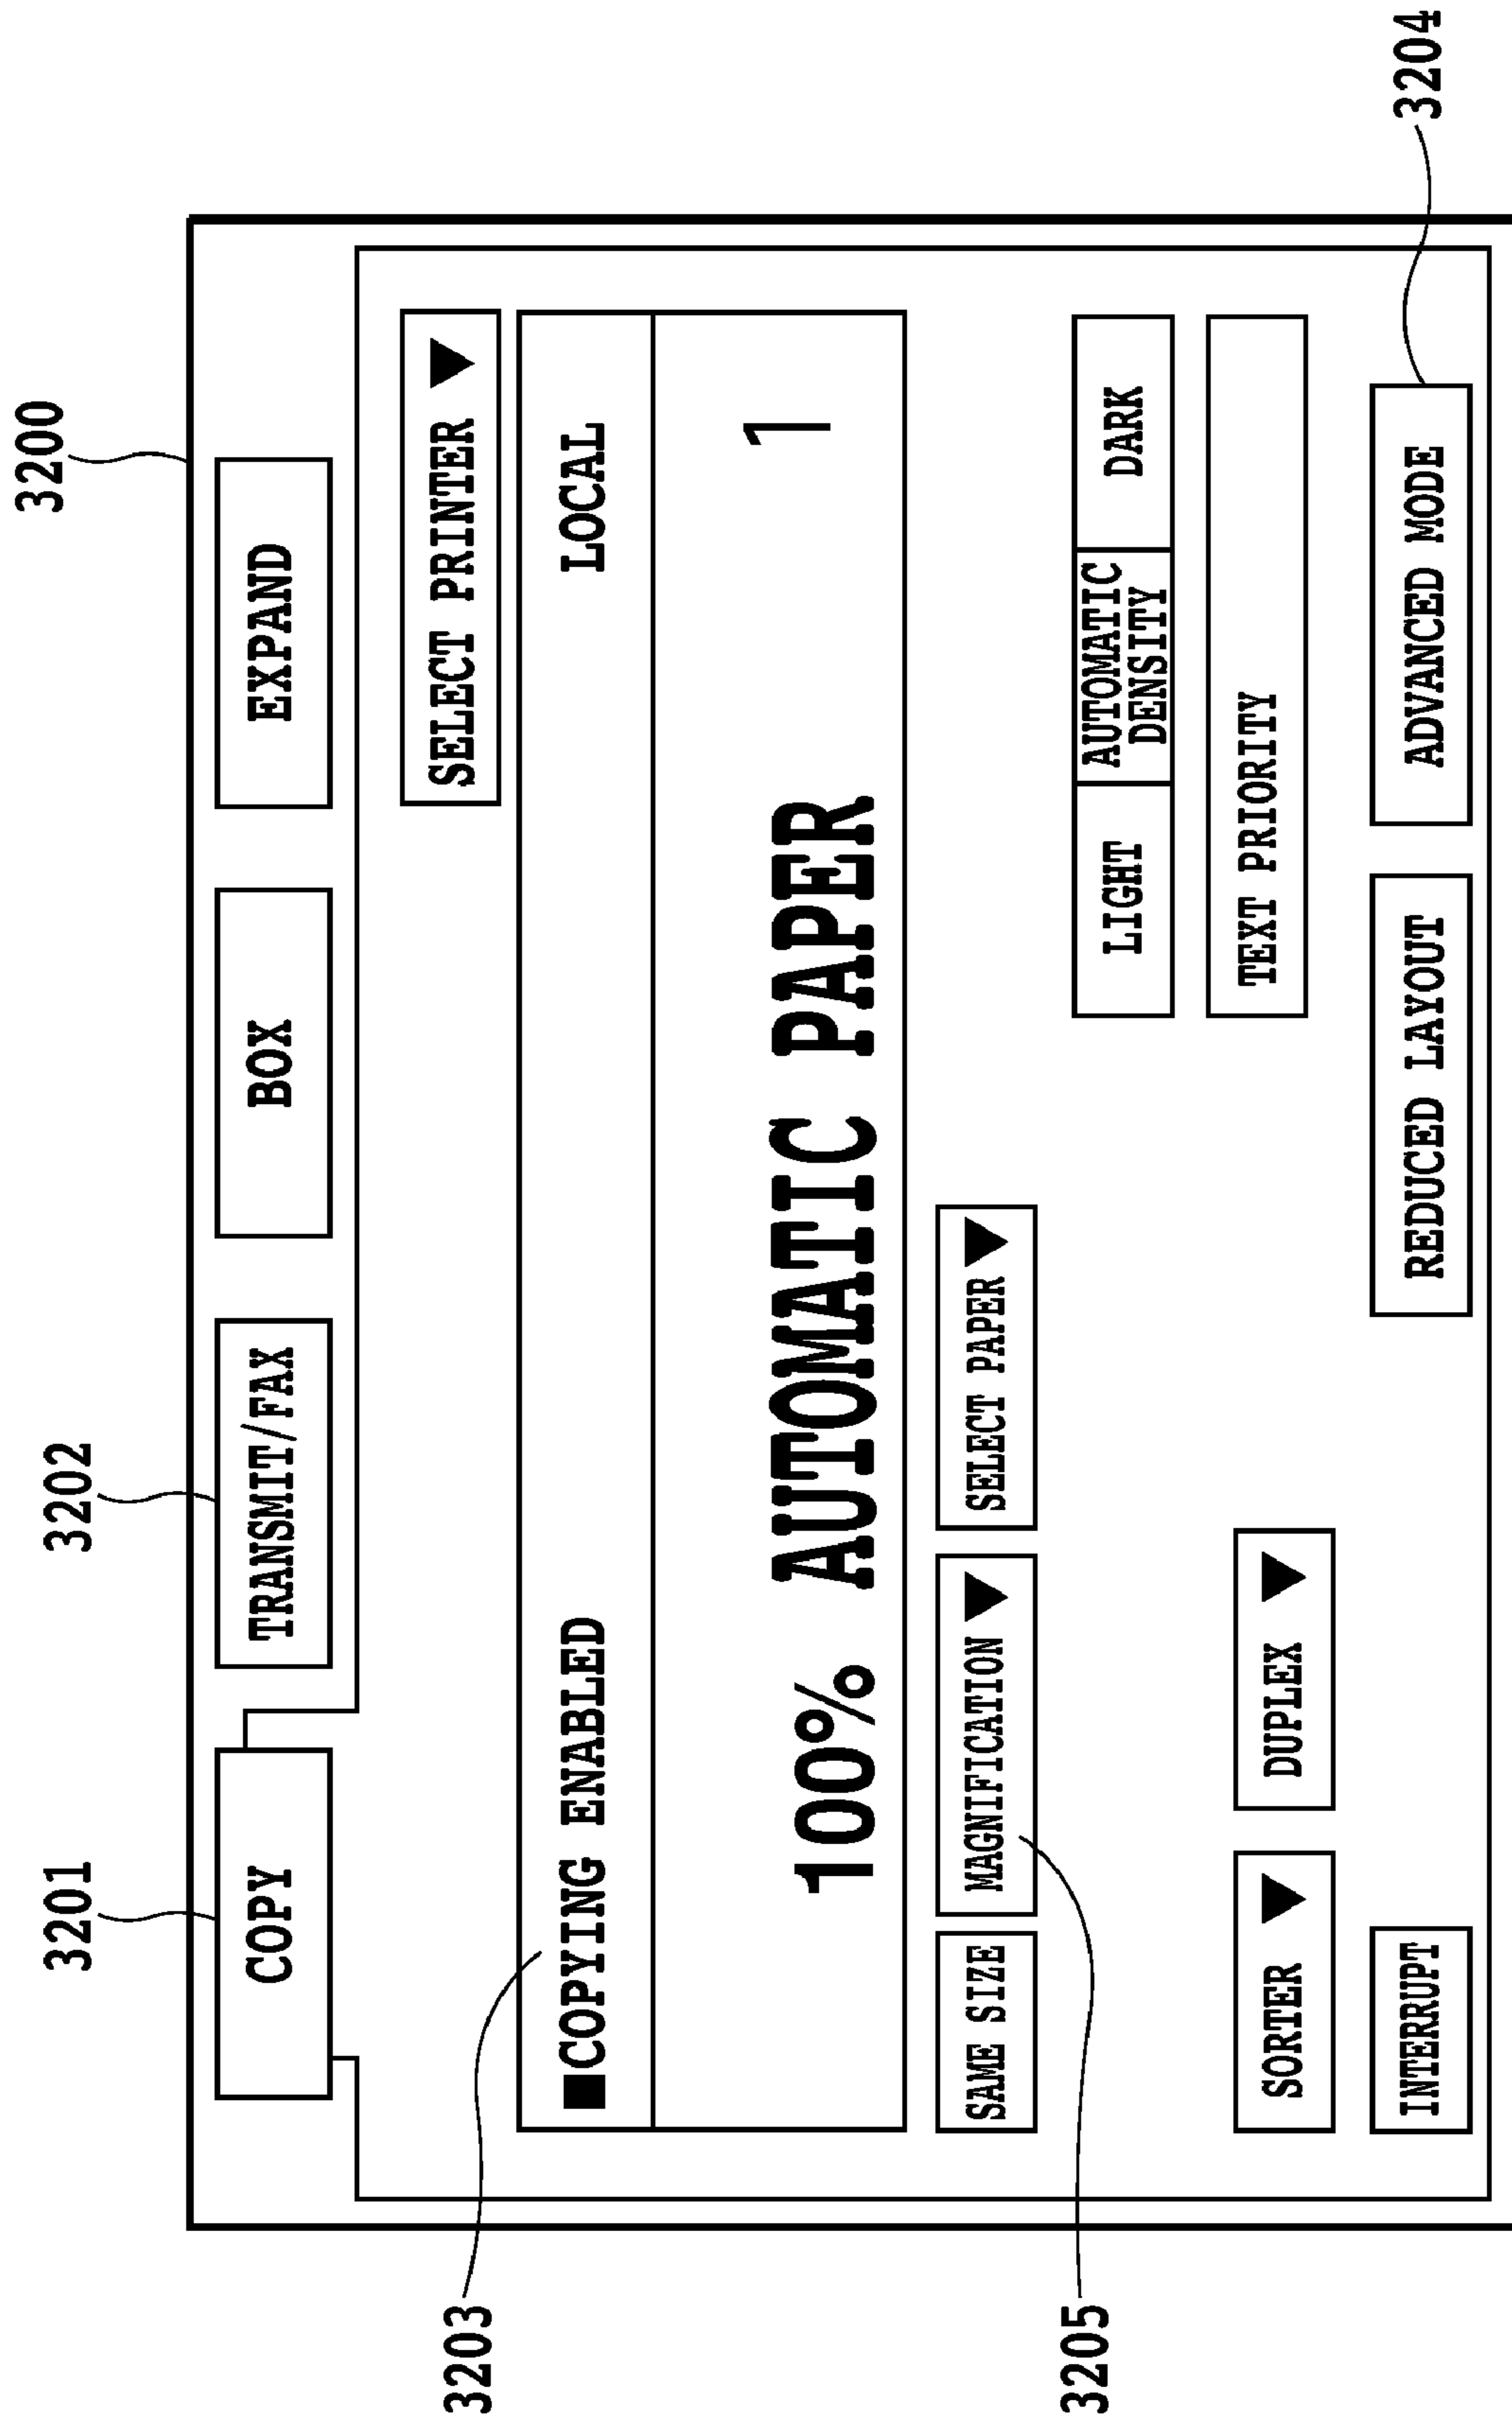 3200
3201
3202
COPY
TRANSMIT/FAX
BOX
EXPAND
SELECT PRINTER ▼
3203
■COPYING ENABLED
LOCAL
100% AUTOMATIC PAPER
1
SAME SIZE
MAGNIFICATION ▼
SELECT PAPER ▼
3205
LIGHT
AUTOMATIC
DENSITY
DARK
SORTER ▼
DUPLEX ▼
TEXT PRIORITY
INTERRUPT
REDUCED LAYOUT
ADVANCED MODE
3204